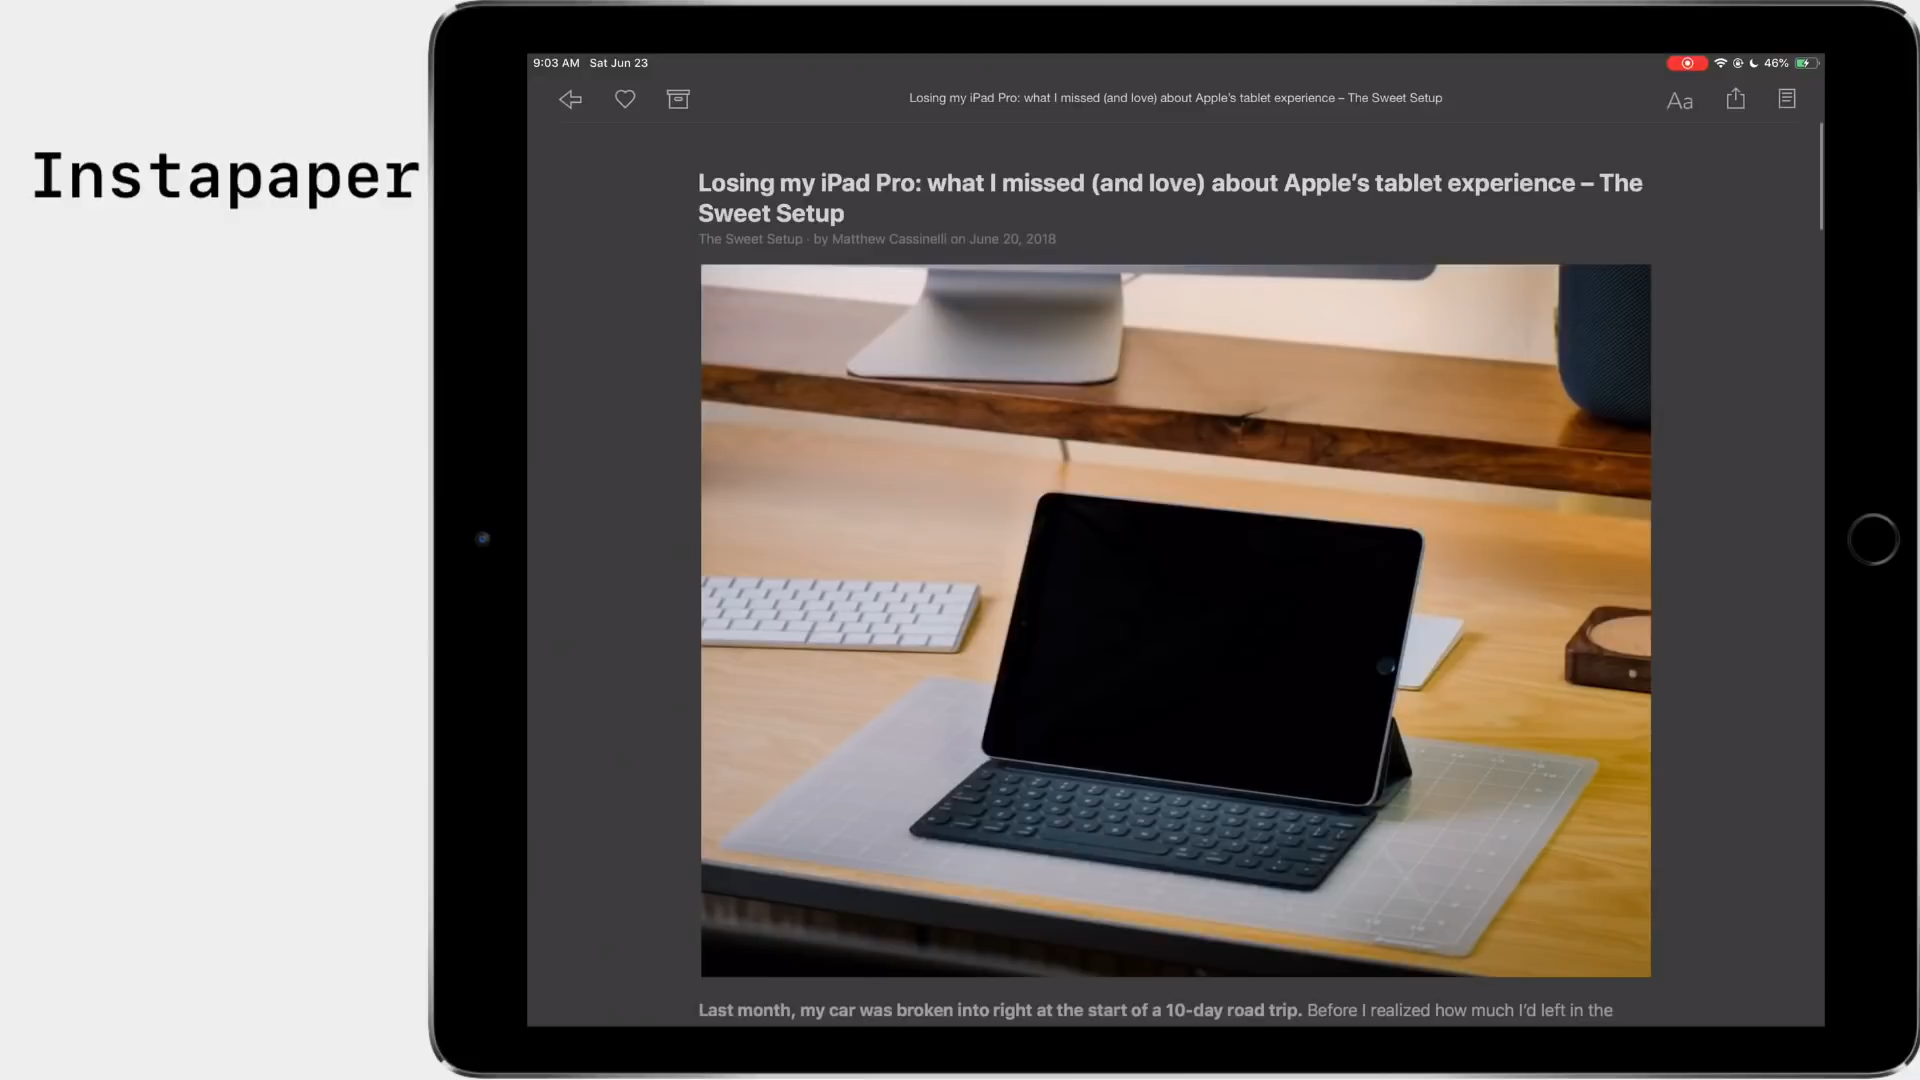 Instapaper
9:03 AM Sat Jun 23
46%
Losing my iPad Pro: what I missed (and love) about Apple’s tablet experience – The Sweet Setup
Aa
Losing my iPad Pro: what I missed (and love) about Apple’s tablet experience – The
Sweet Setup
The Sweet Setup · by Matthew Cassinelli on June 20, 2018
Last month, my car was broken into right at the start of a 10-day road trip. Before I realized how much I’d left in the